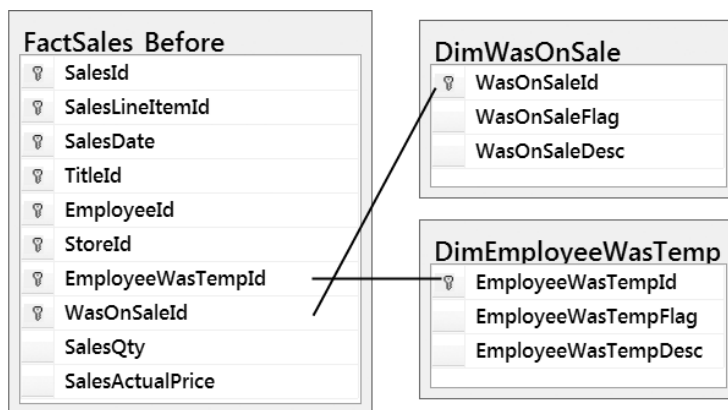 FactSales Before
SalesId
SalesLineItemId
SalesDate
TitleId
EmployeeId
StoreId
EmployeeWasTempId
WasOnSaleId
SalesQty
SalesActualPrice
DimWasOnSale
WasOnSaleId
WasOnSaleFlag
WasOnSaleDesc
DimEmployeeWasTemp
EmployeeWasTempId
EmployeeWasTempFlag
EmployeeWasTempDesc